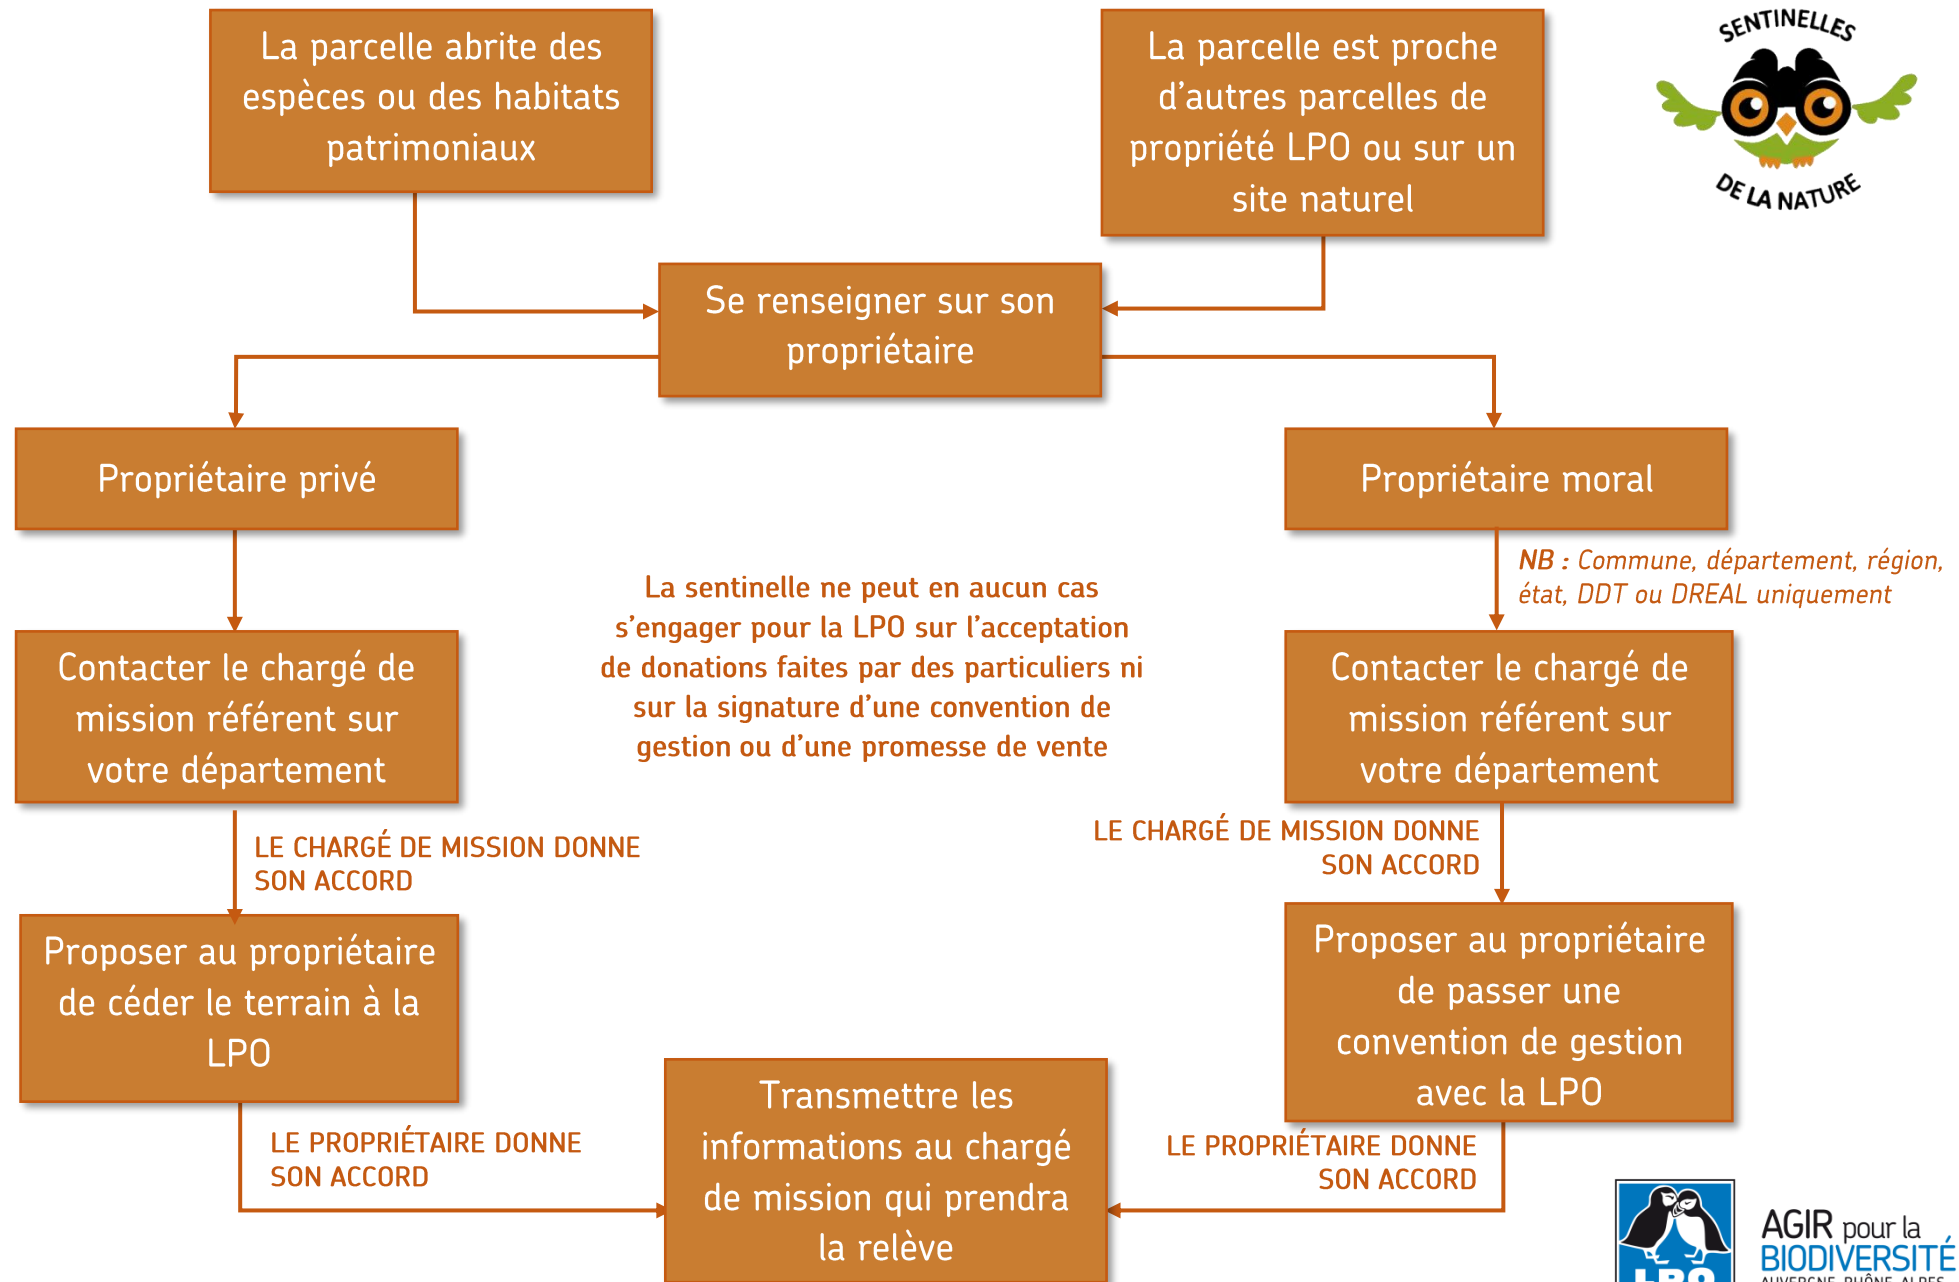 La parcelle abrite des
espèces ou des habitats
patrimoniaux
La parcelle est proche
d'autres parcelles de
propriété LPO ou sur un
site naturel
SENTINELLES
DE LA NATURE
Se renseigner sur son
propriétaire
Propriétaire privé
Propriétaire moral
NB : Commune, département, région,
état, DDT ou DREAL uniquement
La sentinelle ne peut en aucun cas
s'engager pour la LPO sur l'acceptation
de donations faites par des particuliers ni
sur la signature d'une convention de
gestion ou d'une promesse de vente
Contacter le chargé de
mission référent sur
votre département
Contacter le chargé de
mission référent sur
votre département
LE CHARGÉ DE MISSION DONNE
SON ACCORD
LE CHARGÉ DE MISSION DONNE
SON ACCORD
Proposer au propriétaire
de céder le terrain à la
LPO
Proposer au propriétaire
de passer une
convention de gestion
avec la LPO
LE PROPRIÉTAIRE DONNE
SON ACCORD
LE PROPRIÉTAIRE DONNE
SON ACCORD
Transmettre les
informations au chargé
de mission qui prendra
la relève
LPO
AGIR pour la
BIODIVERSITÉ
AUVERGNE-RHÔNE-ALPES